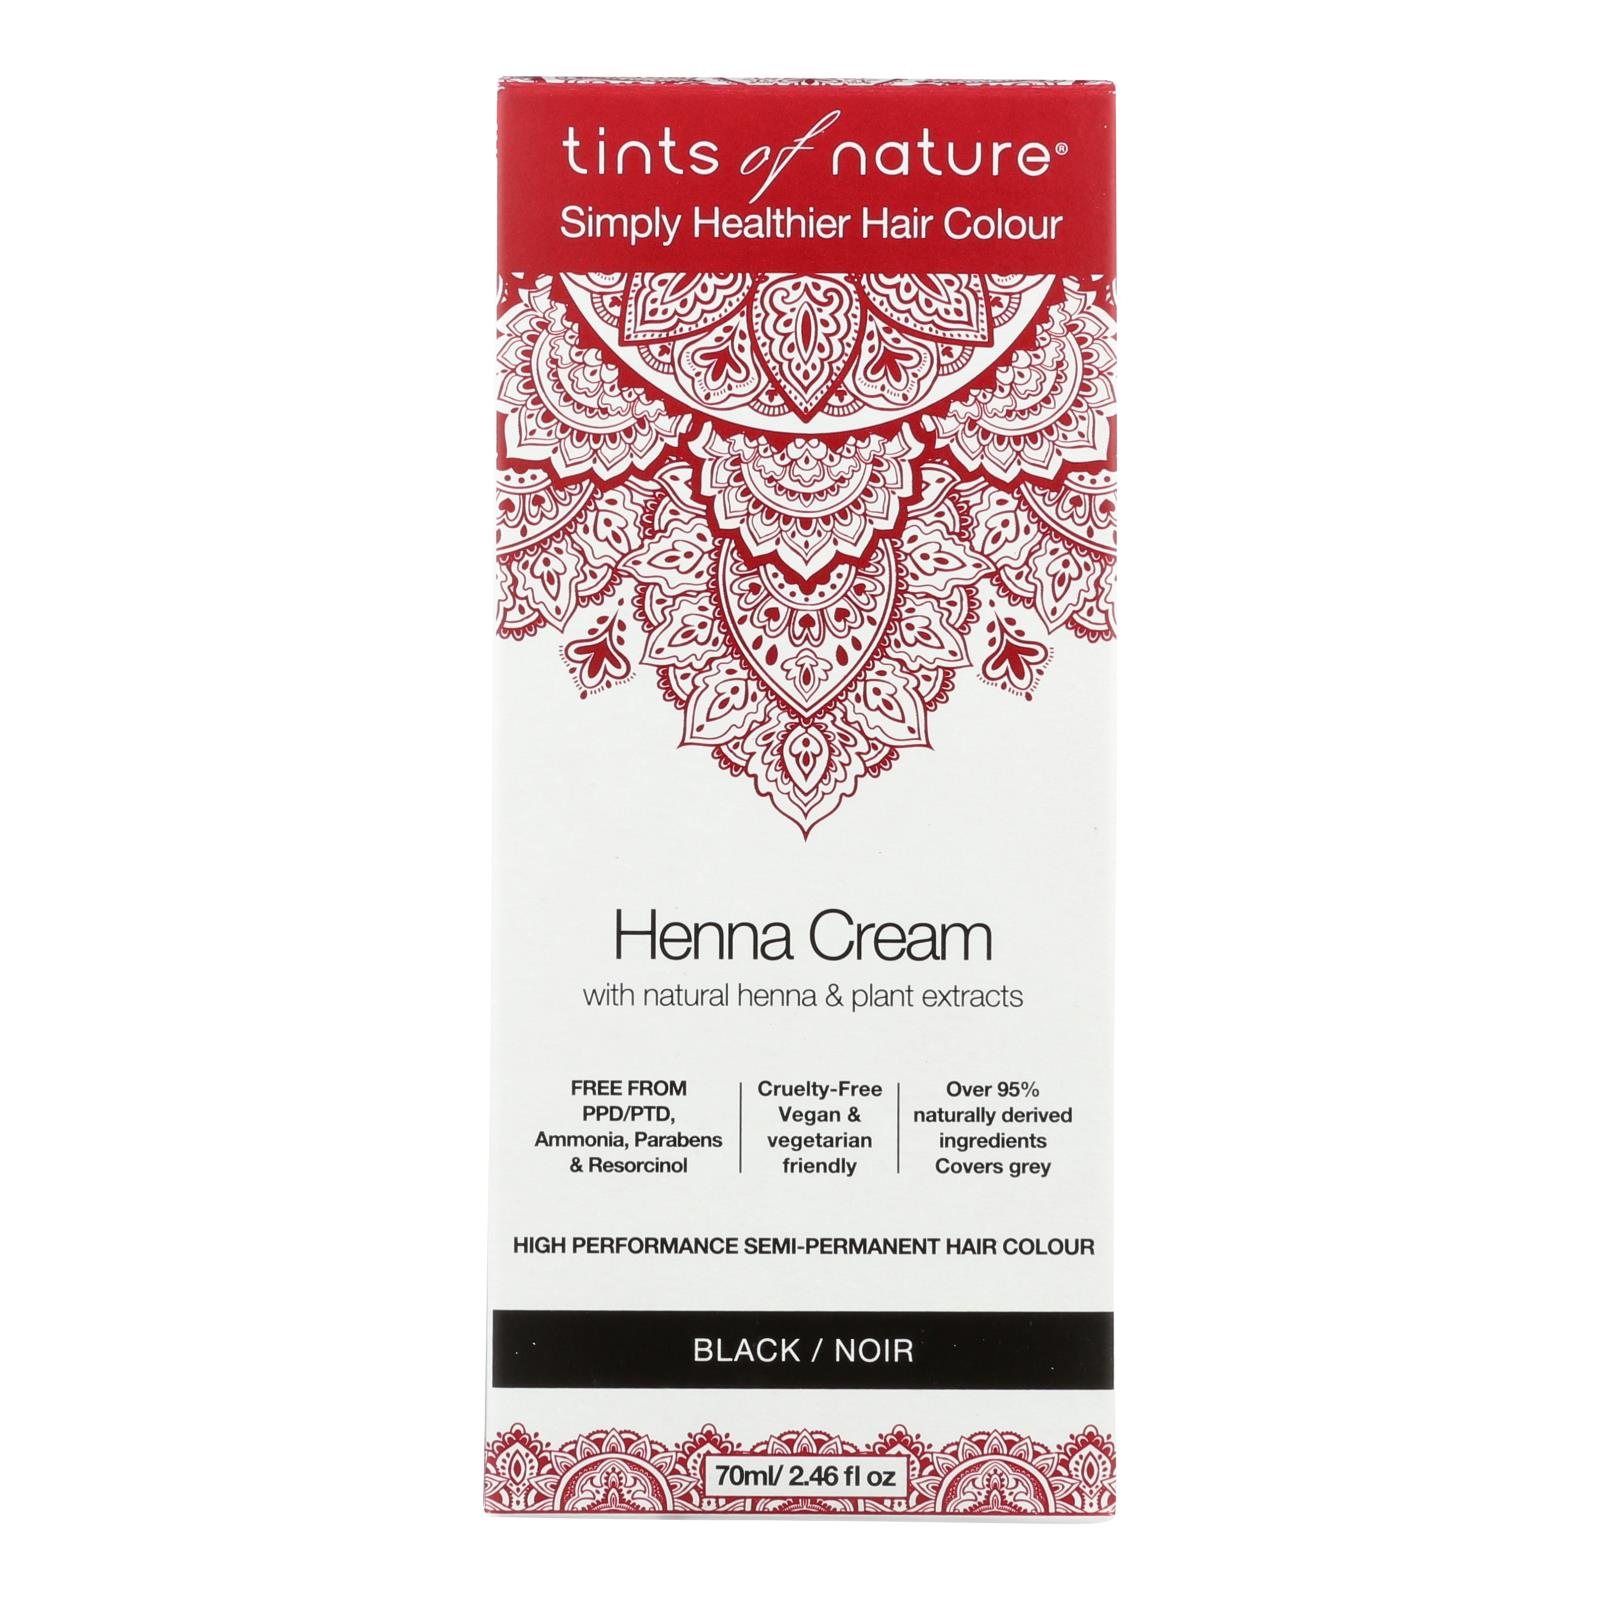 tints of nature®
Simply Healthier Hair Colour
Henna Cream
with natural henna & plant extracts
FREE FROM
PPD/PTD,
Ammonia, Parabens
& Resorcinol
Cruelty-Free
Vegan &
vegetarian
friendly
Over 95%
naturally derived
ingredients
Covers grey
HIGH PERFORMANCE SEMI-PERMANENT HAIR COLOUR
BLACK / NOIR
70ml/ 2.46 fl oz